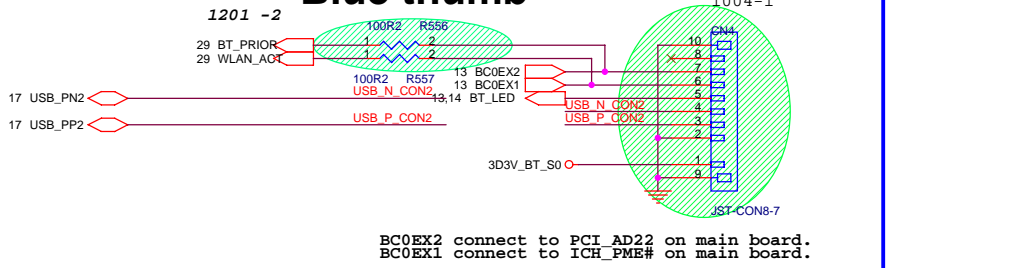 Blue thumb
1201 -2
1004-1
100R2 R556
CN4
29 BT_PRIOR 1 2
29 WLAN_ACT 1 2
100R2 R557
10
8
13 BC0EX2 7
13 BC0EX1 6
17 USB_PN2 USB_N_CON2 13,14 BT_LED 5
USB_N_CON2 4
17 USB_PP2 USB_P_CON2 USB_P_CON2 3
2
3D3V_BT_S0 1
9
JST-CON8-7
BC0EX2 connect to PCI_AD22 on main board.
BC0EX1 connect to ICH_PME# on main board.